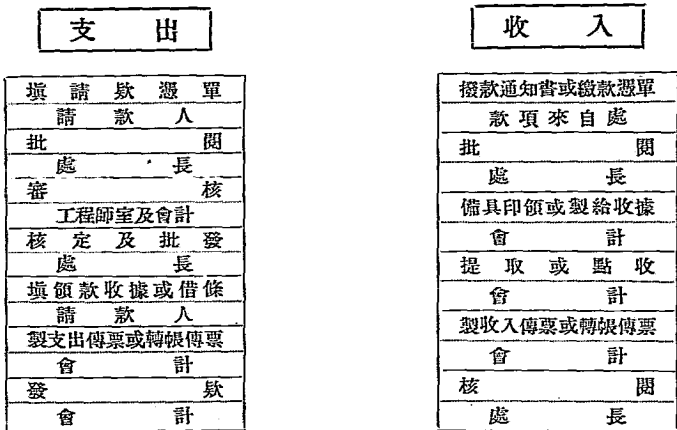 支出
填請款憑單
請款人
批閱
處長
審核
工程師室及會計
核定及批發
處長
填領款收據或借條
請款人
製支出傳票或轉帳傳票
會計
發款
會計
收入
撥款通知書或繳款憑單
款項來自處
批閱
處長
備具印領或製給收據
會計
提取或點收
會計
製收入傳票或轉帳傳票
會計
核閱
處長